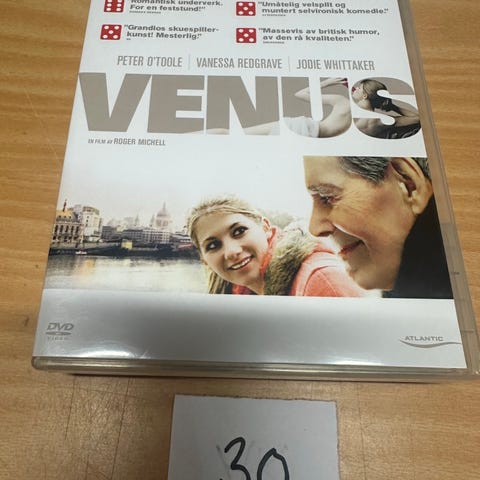 "Romantisk underverk.
For en feststund!"
"Umåtelig velspilt og
muntert selvironisk komedie."
"Grandios skuespiller-
kunst! Mesterlig."
"Massevis av britisk humor,
av den rå kvaliteten."
PETER O'TOOLE | VANESSA REDGRAVE | JODIE WHITTAKER
VENUS
EN FILM AV ROGER MICHELL
DVD
VIDEO
ATLANTIC
30